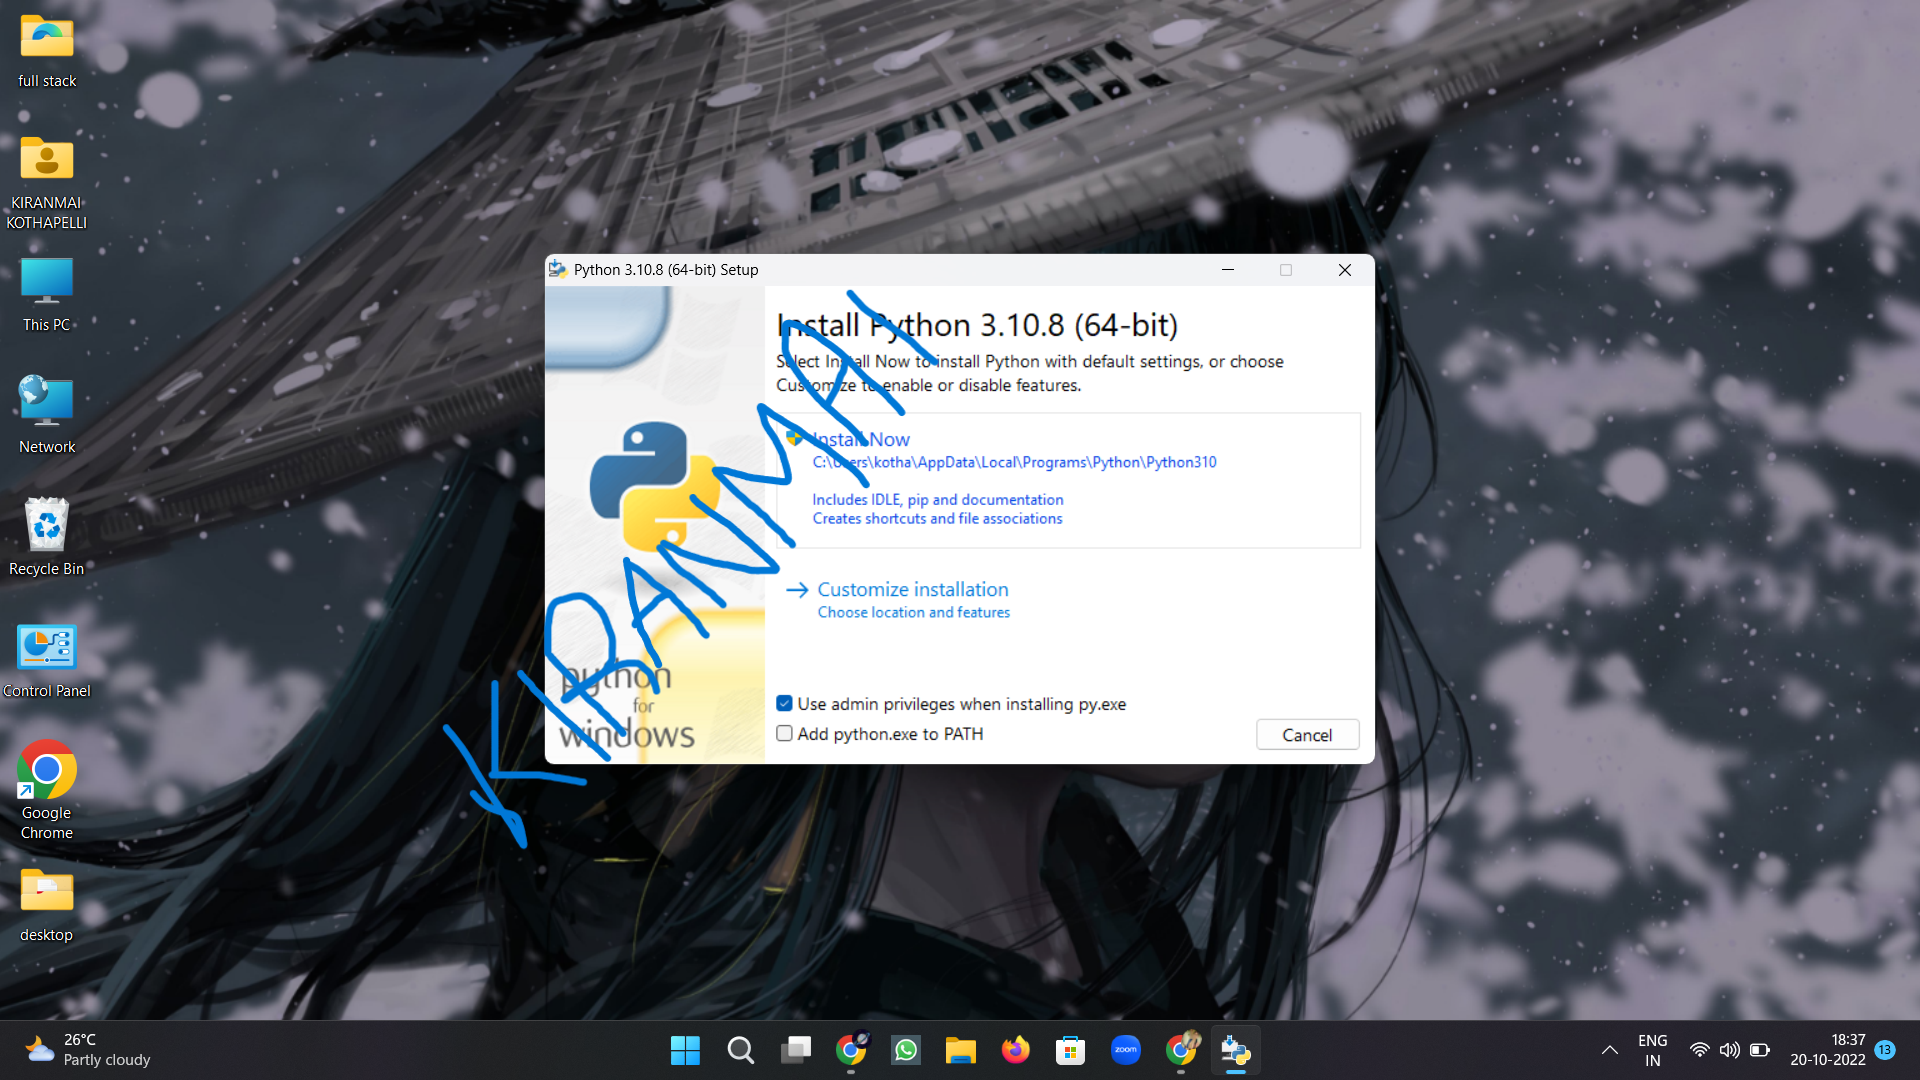 full stack
KIRANMAI
KOTHAPELLI
This PC
Network
Recycle Bin
Control Panel
Google
Chrome
desktop
Python 3.10.8 (64-bit) Setup
Install Python 3.10.8 (64-bit)
Select Install Now to install Python with default settings, or choose
Customize to enable or disable features.
Install Now
C:\Users\kotha\AppData\Local\Programs\Python\Python310
Includes IDLE, pip and documentation
Creates shortcuts and file associations
Customize installation
Choose location and features
Use admin privileges when installing py.exe
Add python.exe to PATH
Cancel
python
for
windows
KIRANMAI
26°C
Partly cloudy
zoom
ENG
IN
18:37
20-10-2022
13